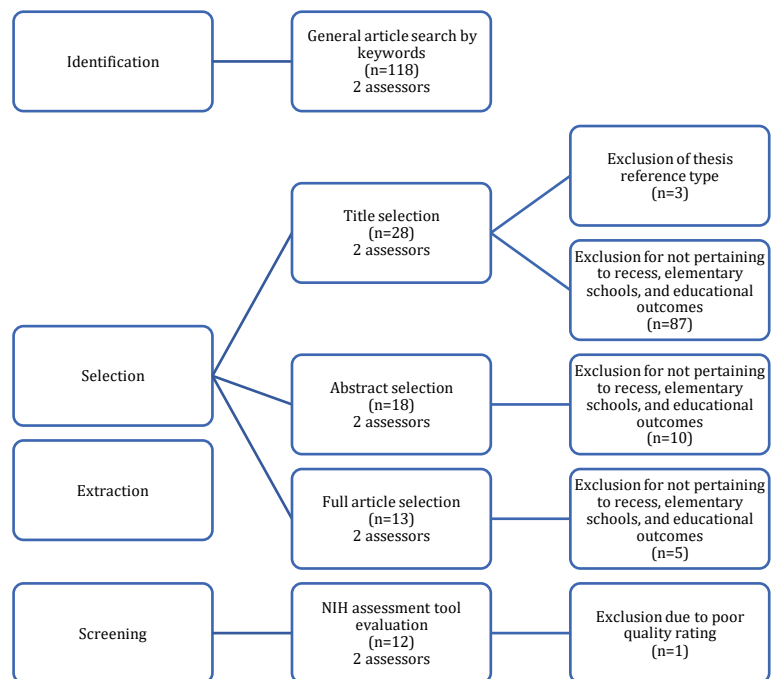 Identification
General article search by
keywords
(n=118)
2 assessors
Exclusion of thesis
reference type
(n=3)
Title selection
(n=28)
2 assessors
Exclusion for not pertaining
to recess, elementary
schools, and educational
outcomes
(n=87)
Selection
Abstract selection
(n=18)
2 assessors
Exclusion for not pertaining
to recess, elementary
schools, and educational
outcomes
(n=10)
Extraction
Full article selection
(n=13)
2 assessors
Exclusion for not pertaining
to recess, elementary
schools, and educational
outcomes
(n=5)
Screening
NIH assessment tool
evaluation
(n=12)
2 assessors
Exclusion due to poor
quality rating
(n=1)